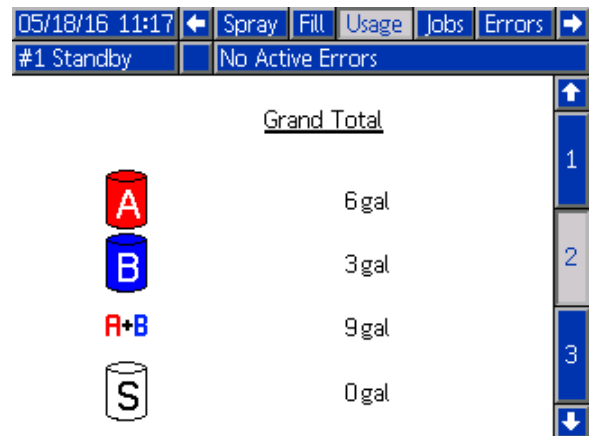 05/18/16 11:17 Spray Fill Usage Jobs Errors
#1 Standby No Active Errors
Grand Total
1
A 6 gal
B 3 gal
2
A+B 9 gal
3
S 0 gal